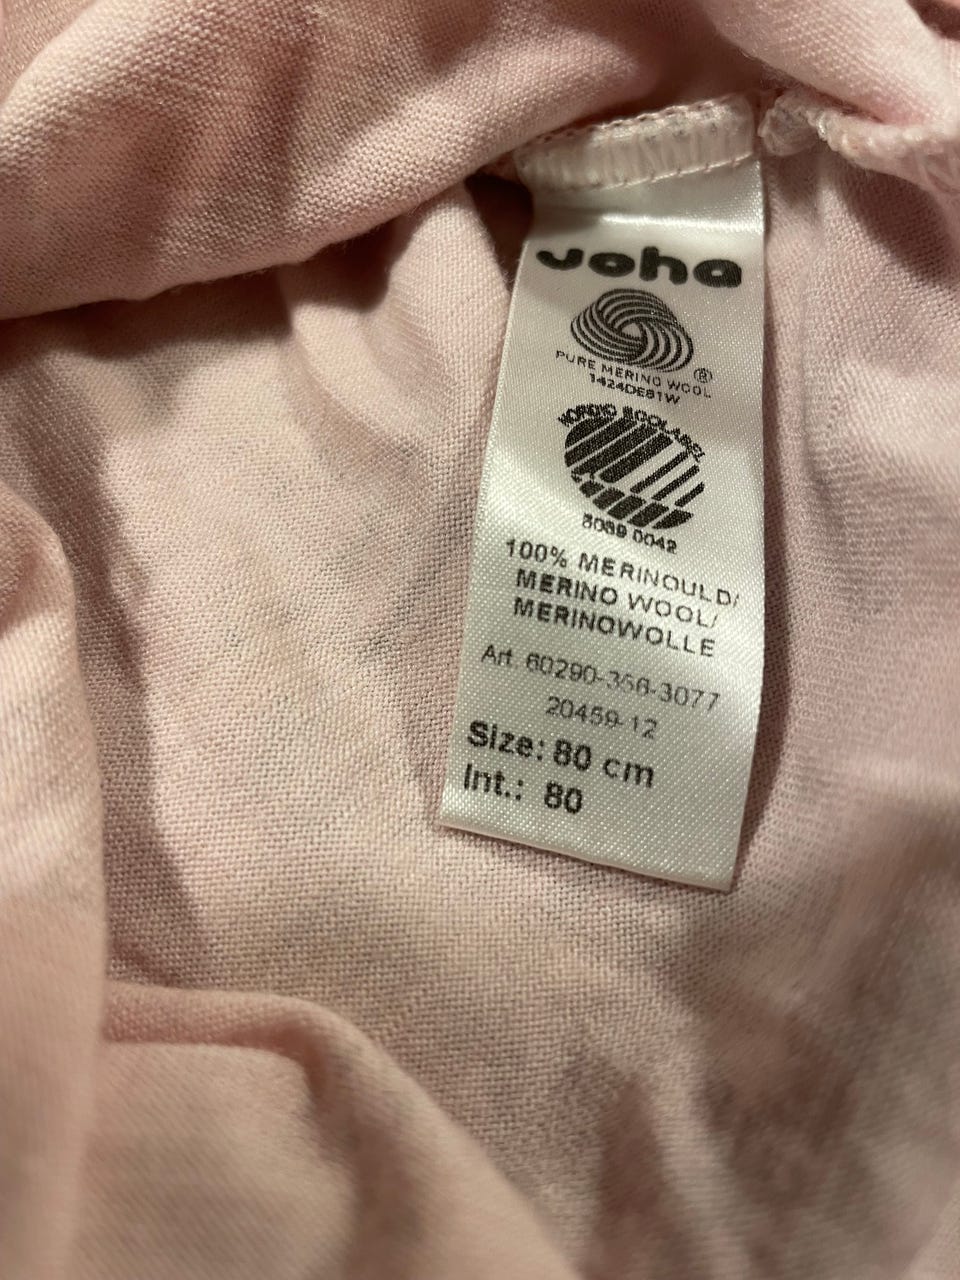 Joha
PURE MERINO WOOL
1424DE81W
NORDIC ECOLABEL
5089 0042
100% MERINOULD/
MERINO WOOL/
MERINOWOLLE
Art. 60290-356-3077
20459-12
Size: 80 cm
Int.: 80